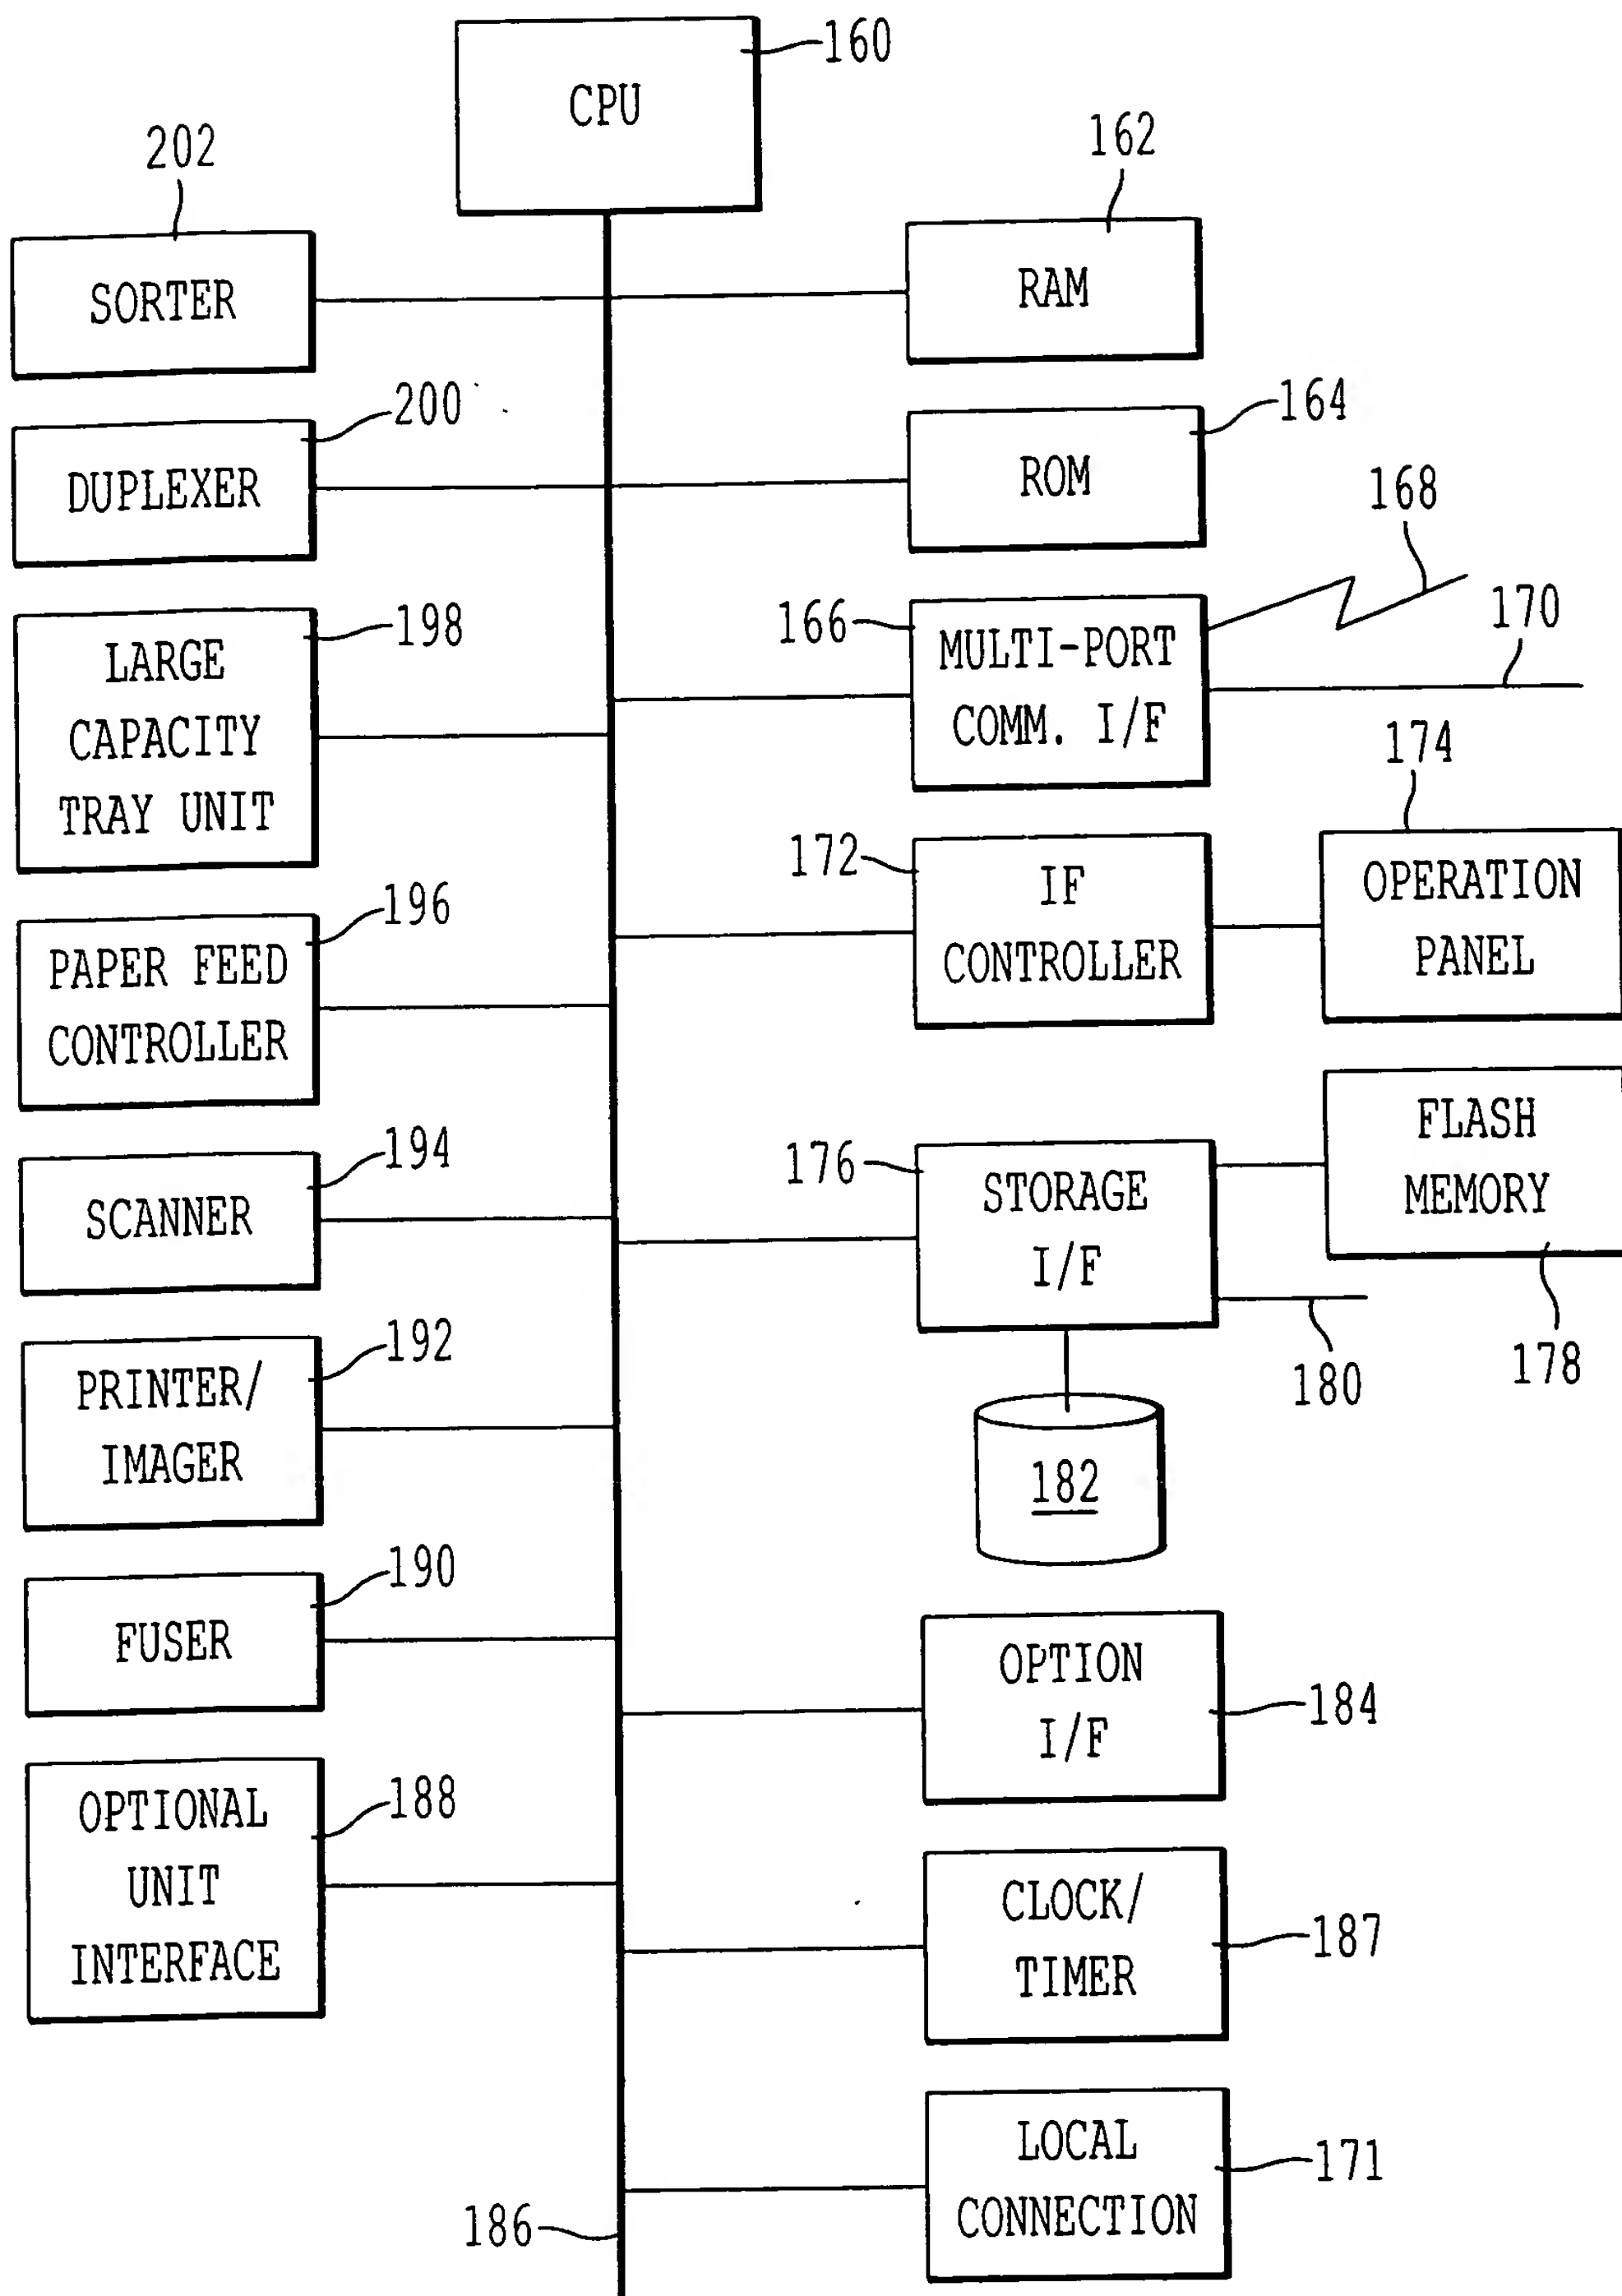 160
CPU
202
162
SORTER
RAM
200
164
DUPLEXER
ROM
168
198
166
170
LARGE
CAPACITY
TRAY UNIT
MULTI-PORT
COMM. I/F
174
196
172
IF
CONTROLLER
OPERATION
PANEL
PAPER FEED
CONTROLLER
194
176
STORAGE
I/F
FLASH
MEMORY
SCANNER
180
178
192
PRINTER/
IMAGER
182
190
FUSER
OPTION
I/F
184
188
OPTIONAL
UNIT
INTERFACE
CLOCK/
TIMER
187
LOCAL
CONNECTION
171
186